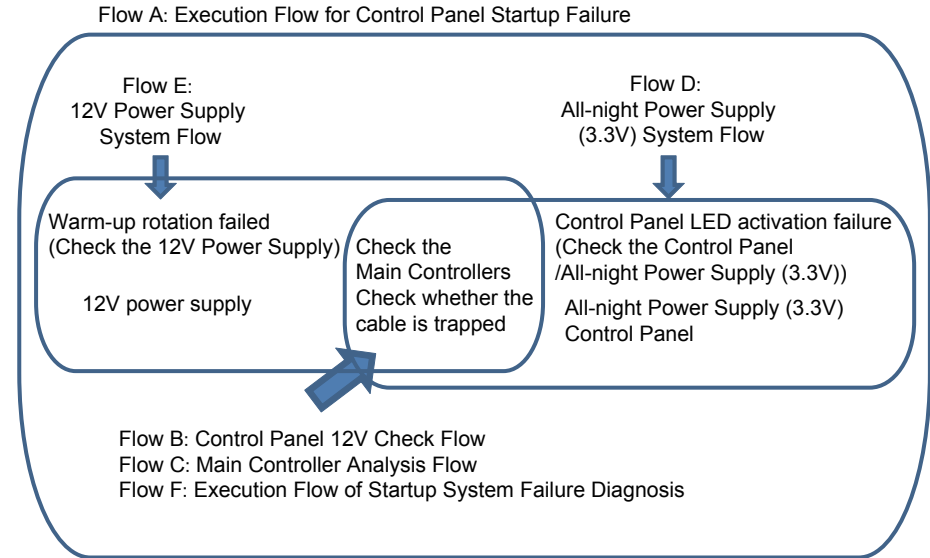 Flow A: Execution Flow for Control Panel Startup Failure
Flow E:
12V Power Supply
System Flow
Flow D:
All-night Power Supply
(3.3V) System Flow
Warm-up rotation failed
(Check the 12V Power Supply)
12V power supply
Check the
Main Controllers
Check whether the
cable is trapped
Control Panel LED activation failure
(Check the Control Panel
/All-night Power Supply (3.3V))
All-night Power Supply (3.3V)
Control Panel
Flow B: Control Panel 12V Check Flow
Flow C: Main Controller Analysis Flow
Flow F: Execution Flow of Startup System Failure Diagnosis